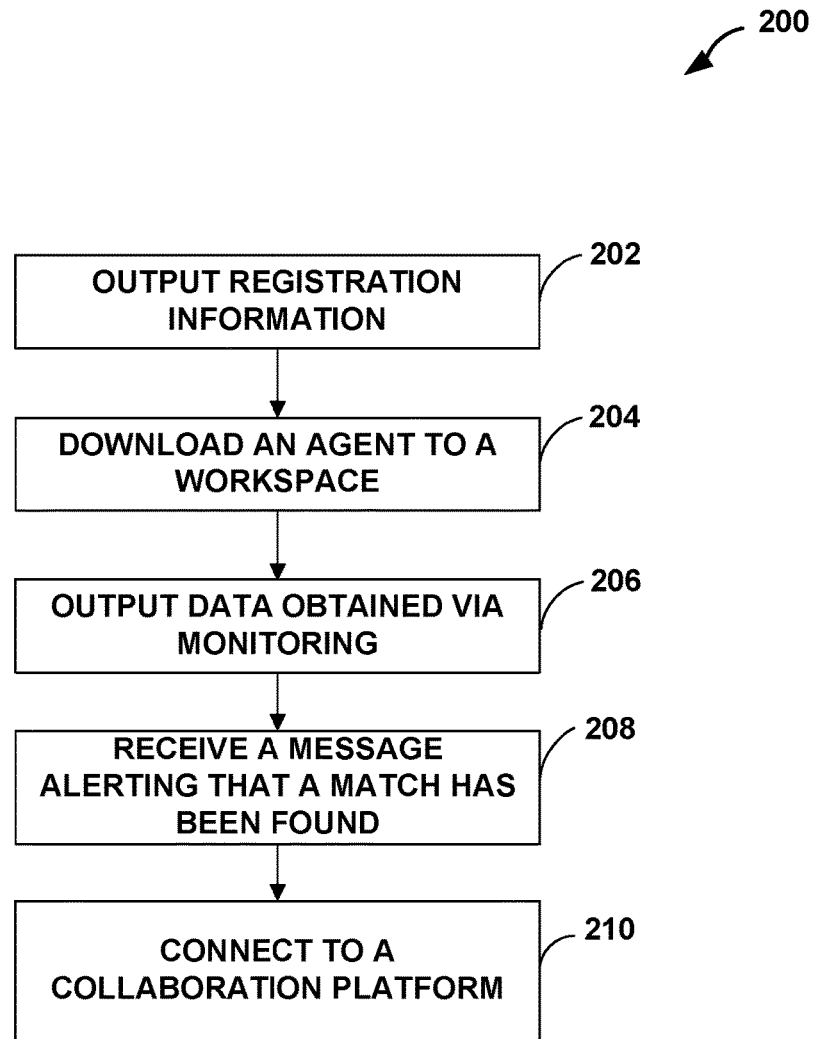 200
202
OUTPUT REGISTRATION
INFORMATION
204
DOWNLOAD AN AGENT TO A
WORKSPACE
206
OUTPUT DATA OBTAINED VIA
MONITORING
208
RECEIVE A MESSAGE
ALERTING THAT A MATCH HAS
BEEN FOUND
210
CONNECT TO A
COLLABORATION PLATFORM